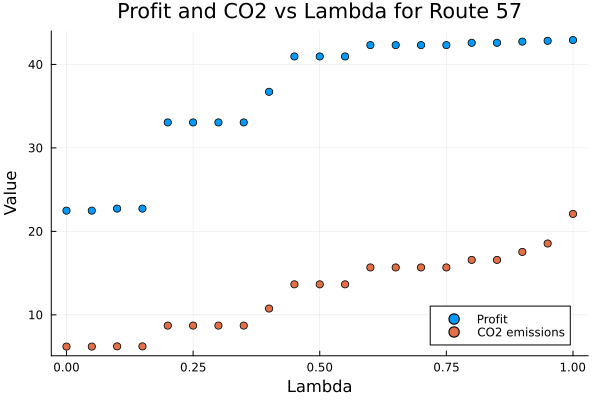 Profit and CO2 vs Lambda for Route 57
Value
40
30
20
10
Profit
CO2 emissions
0.00 0.25 0.50 0.75 1.00
Lambda